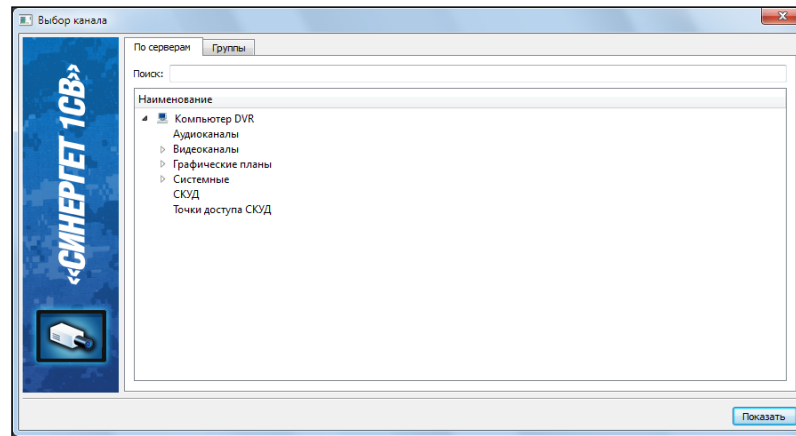 Выбор канала
«СИНЕРГЕТ 1СВ»
По серверам
Группы
Поиск:
Наименование
Компьютер DVR
Аудиоканалы
Видеоканалы
Графические планы
Системные
СКУД
Точки доступа СКУД
Показать